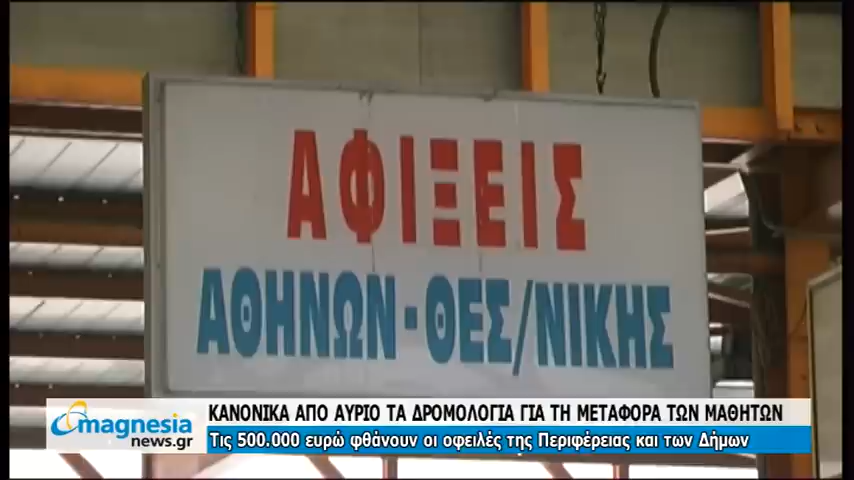 ΑΦΙΞΕΙΣ
ΑΘΗΝΩΝ - ΘΕΣ/ΝΙΚΗΣ
magnesia
news.gr
ΚΑΝΟΝΙΚΑ ΑΠΟ ΑΥΡΙΟ ΤΑ ΔΡΟΜΟΛΟΓΙΑ ΓΙΑ ΤΗ ΜΕΤΑΦΟΡΑ ΤΩΝ ΜΑΘΗΤΩΝ
Τις 500.000 ευρώ φθάνουν οι οφειλές της Περιφέρειας και των Δήμων